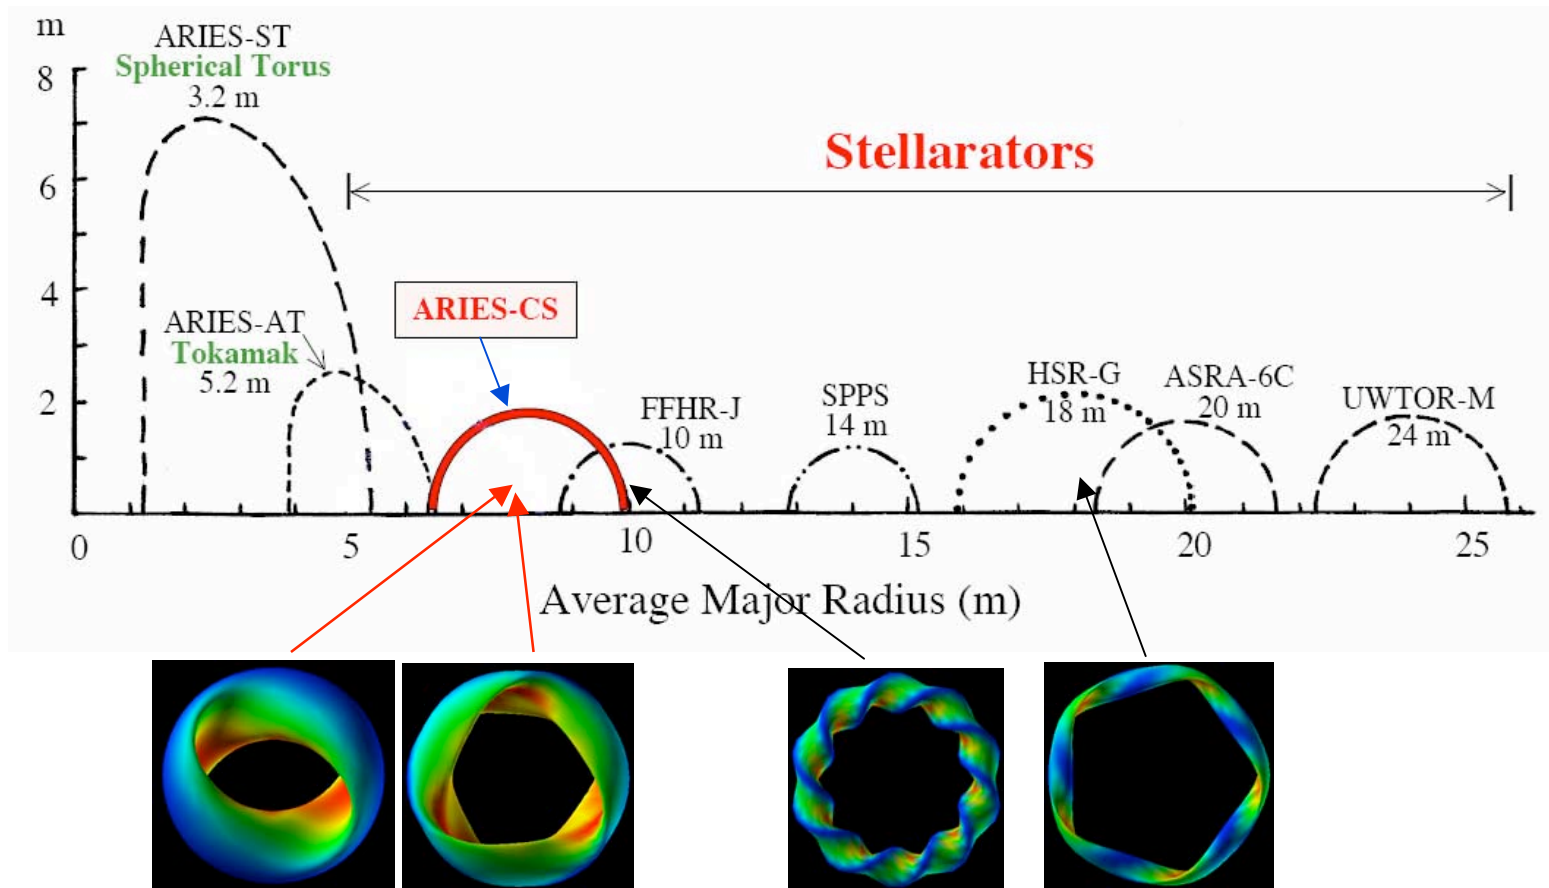 m
ARIES-ST
Spherical Torus
3.2 m
8
6
4
2
Stellarators
ARIES-AT
Tokamak
5.2 m
ARIES-CS
FFHR-J
10 m
SPPS
14 m
HSR-G
18 m
ASRA-6C
20 m
UWTOR-M
24 m
0 5 10 15 20 25
Average Major Radius (m)